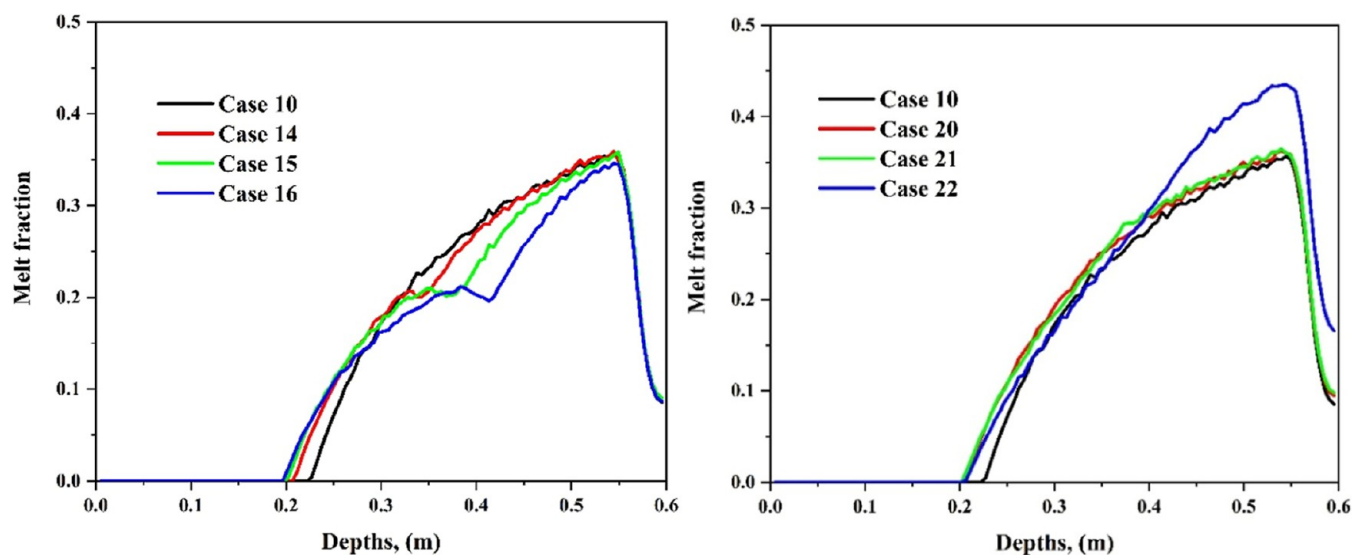 0.5
0.4
0.3
0.2
0.1
0.0
Melt fraction
Case 10
Case 14
Case 15
Case 16
0.0 0.1 0.2 0.3 0.4 0.5 0.6
Depths, (m)
0.5
0.4
0.3
0.2
0.1
0.0
Melt fraction
Case 10
Case 20
Case 21
Case 22
0.0 0.1 0.2 0.3 0.4 0.5 0.6
Depths, (m)